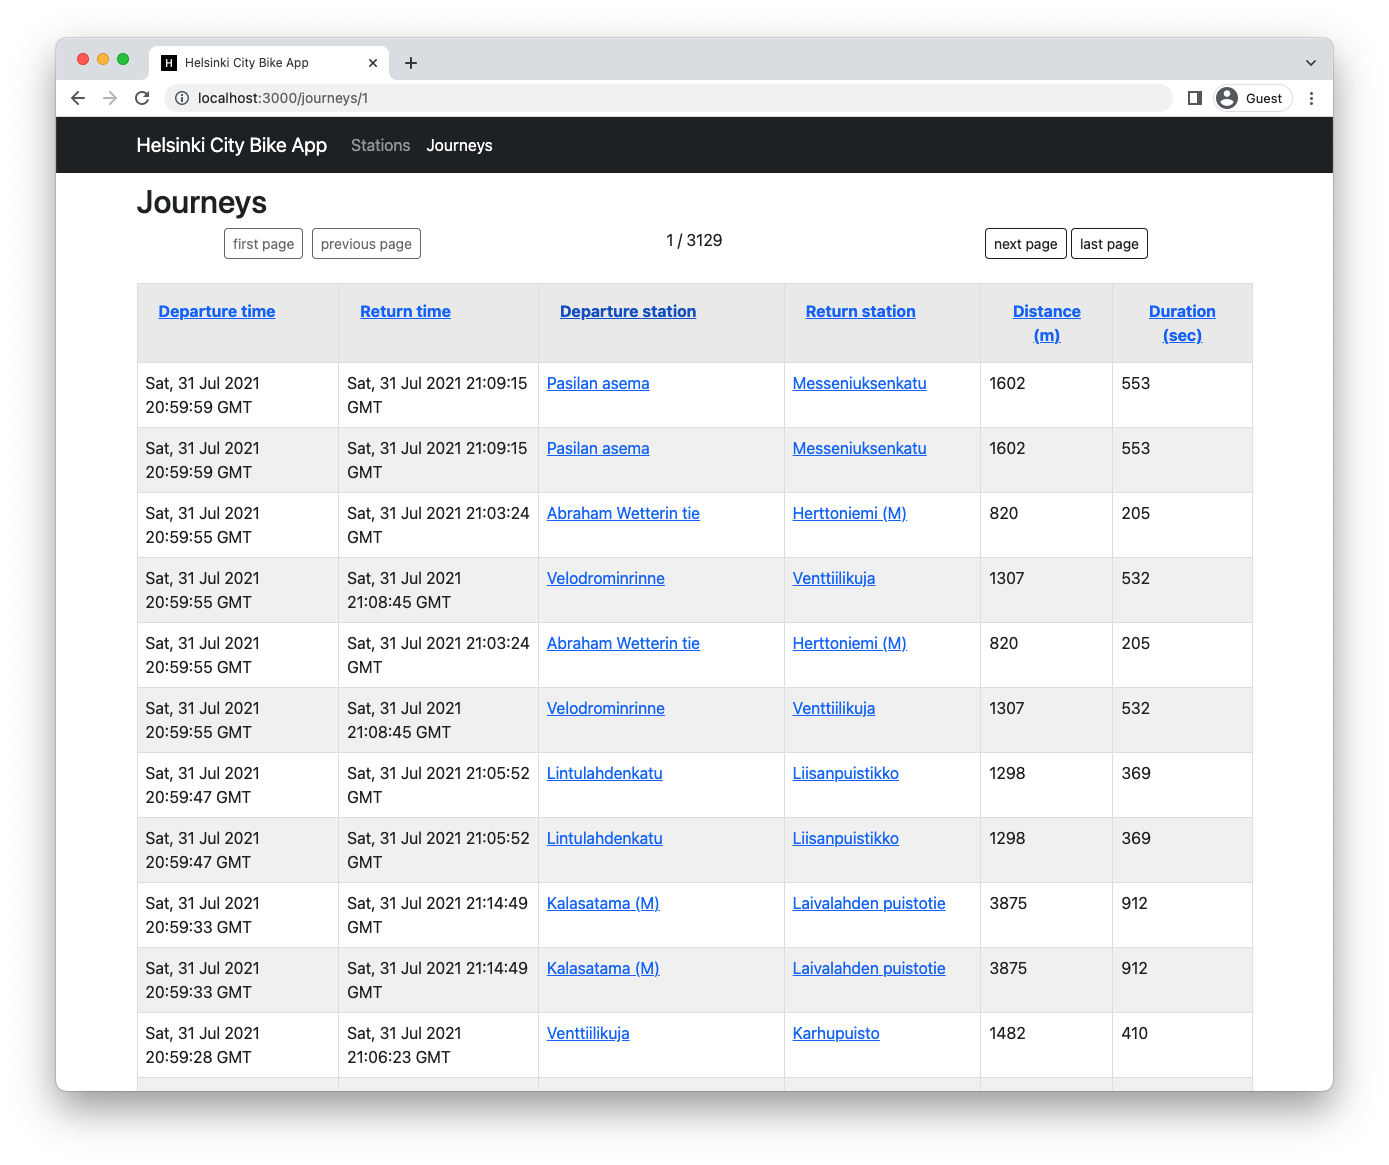 H Helsinki City Bike App
localhost:3000/journeys/1
Guest
Helsinki City Bike App Stations Journeys
Journeys
first page previous page 1 / 3129 next page last page
Departure time Return time Departure station Return station Distance Duration
(m) (sec)
Sat, 31 Jul 2021 Sat, 31 Jul 2021 21:09:15 Pasilan asema Messeniuksenkatu 1602 553
20:59:59 GMT GMT
Sat, 31 Jul 2021 Sat, 31 Jul 2021 21:09:15 Pasilan asema Messeniuksenkatu 1602 553
20:59:59 GMT GMT
Sat, 31 Jul 2021 Sat, 31 Jul 2021 21:03:24 Abraham Wetterin tie Herttoniemi (M) 820 205
20:59:55 GMT GMT
Sat, 31 Jul 2021 Sat, 31 Jul 2021 Velodrominrinne Venttiilikuja 1307 532
20:59:55 GMT 21:08:45 GMT
Sat, 31 Jul 2021 Sat, 31 Jul 2021 21:03:24 Abraham Wetterin tie Herttoniemi (M) 820 205
20:59:55 GMT GMT
Sat, 31 Jul 2021 Sat, 31 Jul 2021 Velodrominrinne Venttiilikuja 1307 532
20:59:55 GMT 21:08:45 GMT
Sat, 31 Jul 2021 Sat, 31 Jul 2021 21:05:52 Lintulahdenkatu Liisanpuistikko 1298 369
20:59:47 GMT GMT
Sat, 31 Jul 2021 Sat, 31 Jul 2021 21:05:52 Lintulahdenkatu Liisanpuistikko 1298 369
20:59:47 GMT GMT
Sat, 31 Jul 2021 Sat, 31 Jul 2021 21:14:49 Kalasatama (M) Laivalahden puistotie 3875 912
20:59:33 GMT GMT
Sat, 31 Jul 2021 Sat, 31 Jul 2021 21:14:49 Kalasatama (M) Laivalahden puistotie 3875 912
20:59:33 GMT GMT
Sat, 31 Jul 2021 Sat, 31 Jul 2021 Venttiilikuja Karhupuisto 1482 410
20:59:28 GMT 21:06:23 GMT